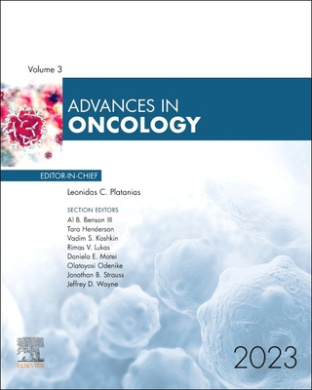 Volume 3
ADVANCES IN
ONCOLOGY
EDITOR-IN-CHIEF
Leonidas C. Platanias
SECTION EDITORS
Al B. Benson III
Tara Henderson
Vadim S. Koshkin
Rimas V. Lukas
Daniela E. Matei
Olatoyosi Odenike
Jonathan B. Strauss
Jeffrey D. Wayne
ELSEVIER
2023